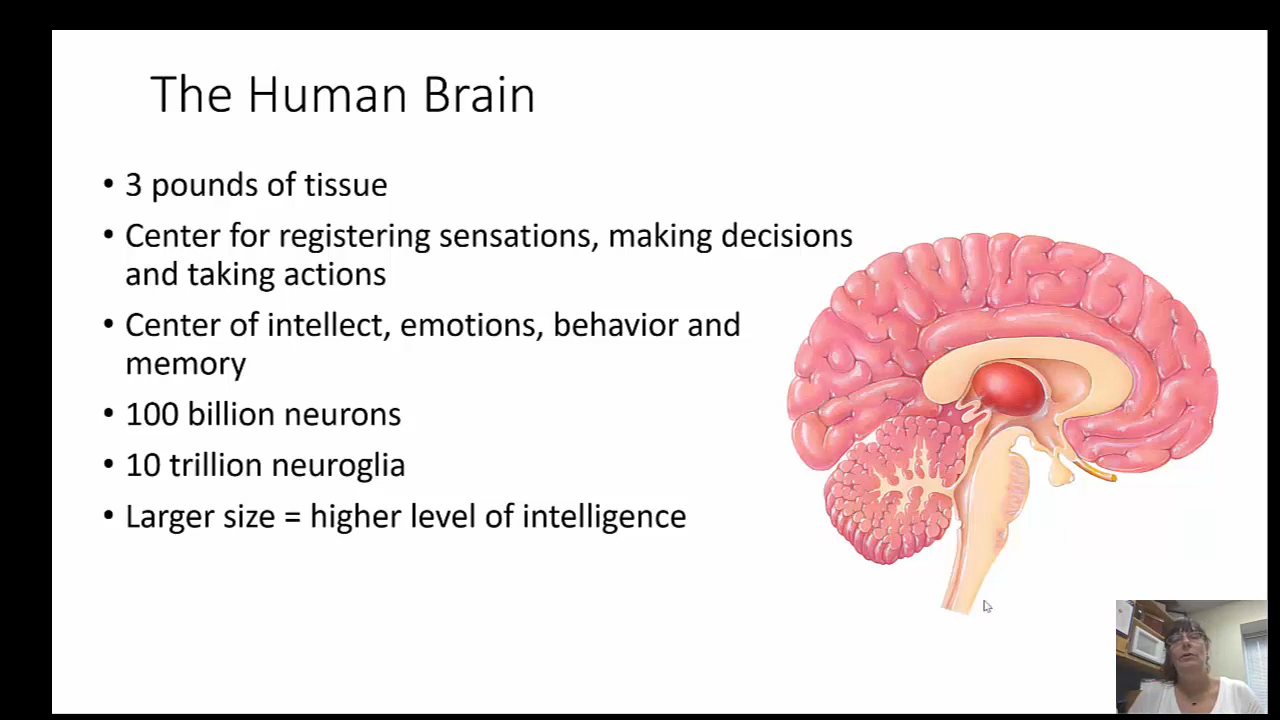 The Human Brain
• 3 pounds of tissue
• Center for registering sensations, making decisions
and taking actions
• Center of intellect, emotions, behavior and
memory
• 100 billion neurons
• 10 trillion neuroglia
• Larger size = higher level of intelligence